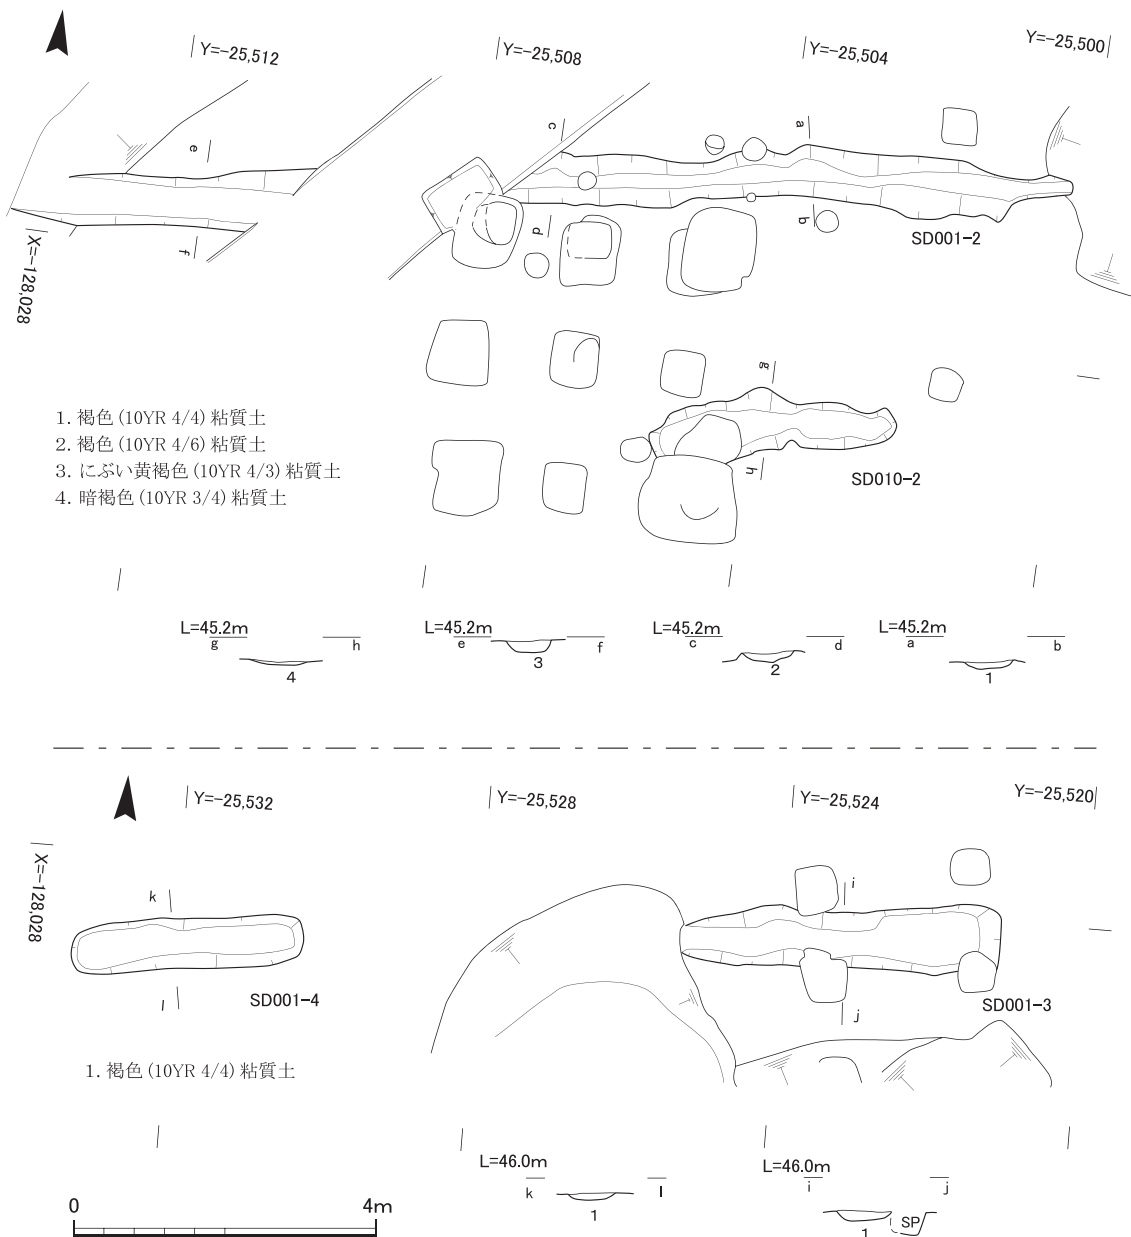 Y=-25,512
Y=-25,508
Y=-25,504
Y=-25,500
e
c
a
f
d
b
SD001-2
X=-128,028
g
h
SD010-2
1. 褐色(10YR 4/4)粘質土
2. 褐色(10YR 4/6)粘質土
3. にぶい黄褐色(10YR 4/3)粘質土
4. 暗褐色(10YR 3/4)粘質土
L=45.2m
g
h
4
L=45.2m
e
f
3
L=45.2m
c
d
2
L=45.2m
a
b
1
Y=-25,532
Y=-25,528
Y=-25,524
Y=-25,520
X=-128,028
k
i
l
SD001-4
SD001-3
j
1. 褐色(10YR 4/4)粘質土
L=46.0m
k
l
1
L=46.0m
i
j
SP
1
0
4m